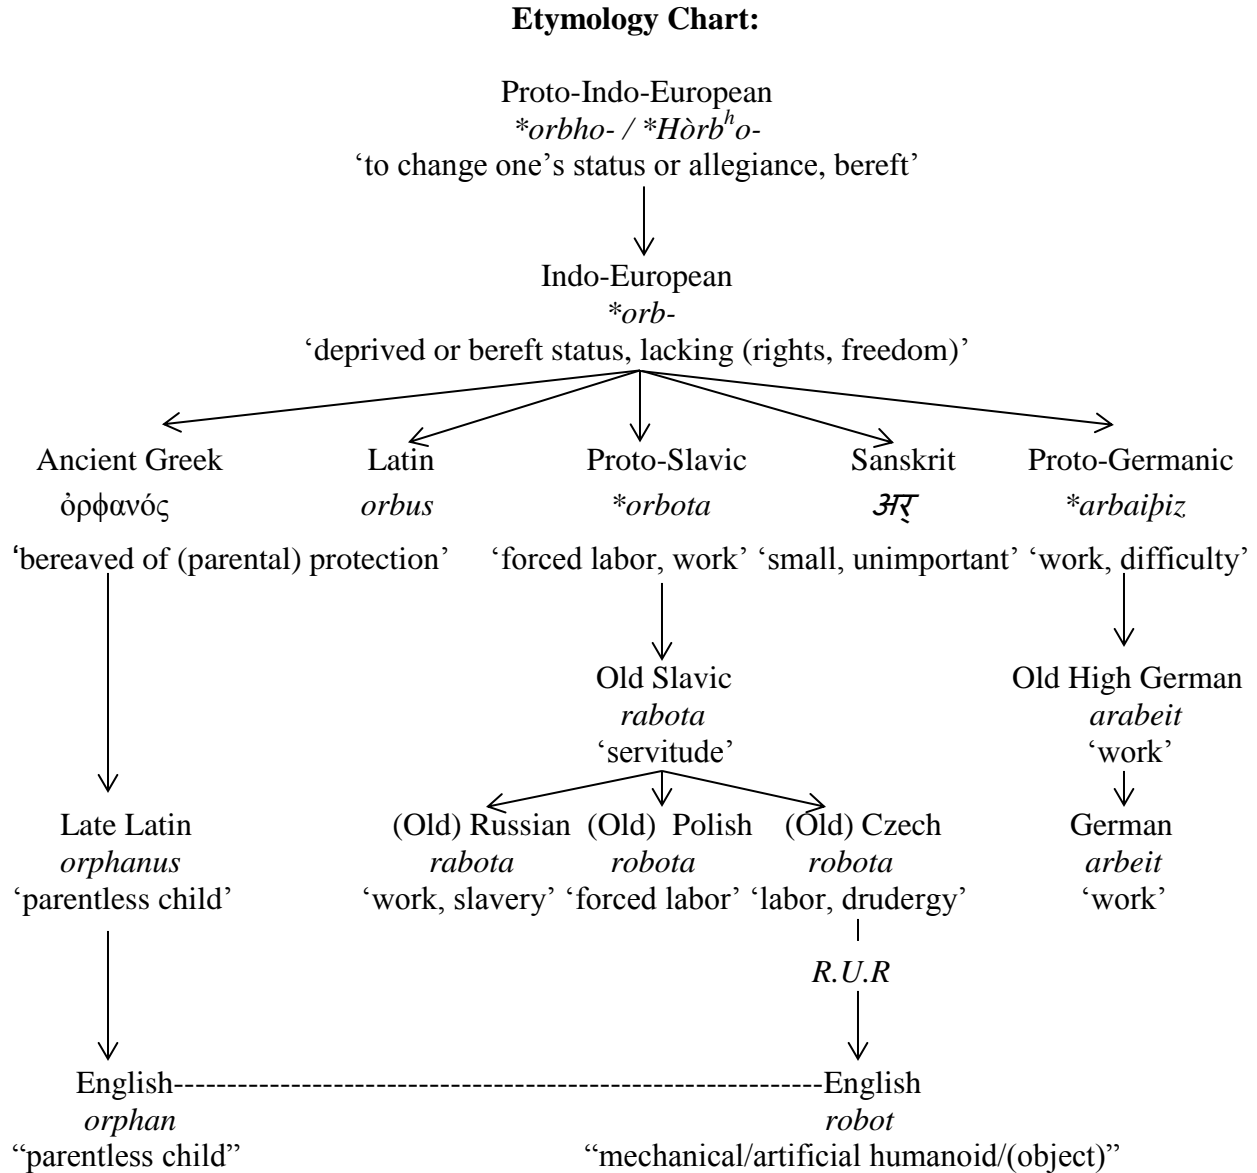 Etymology Chart:
Proto-Indo-European
*orbho- / *Hòrbʰo-
‘to change one’s status or allegiance, bereft’
Indo-European
*orb-
‘deprived or bereft status, lacking (rights, freedom)’
Ancient Greek Latin Proto-Slavic Sanskrit Proto-Germanic
ὀρφανός orbus *orbota अर् *arbaiþiz
‘bereaved of (parental) protection’ ‘forced labor, work’ ‘small, unimportant’ ‘work, difficulty’
Old Slavic Old High German
rabota arabeit
‘servitude’ ‘work’
Late Latin (Old) Russian (Old) Polish (Old) Czech German
orphanus rabota robota robota arbeit
‘parentless child’ ‘work, slavery’ ‘forced labor’ ‘labor, drudergy’ ‘work’
R.U.R
English------------------------------------------------------------English
orphan robot
“parentless child” “mechanical/artificial humanoid/(object)”